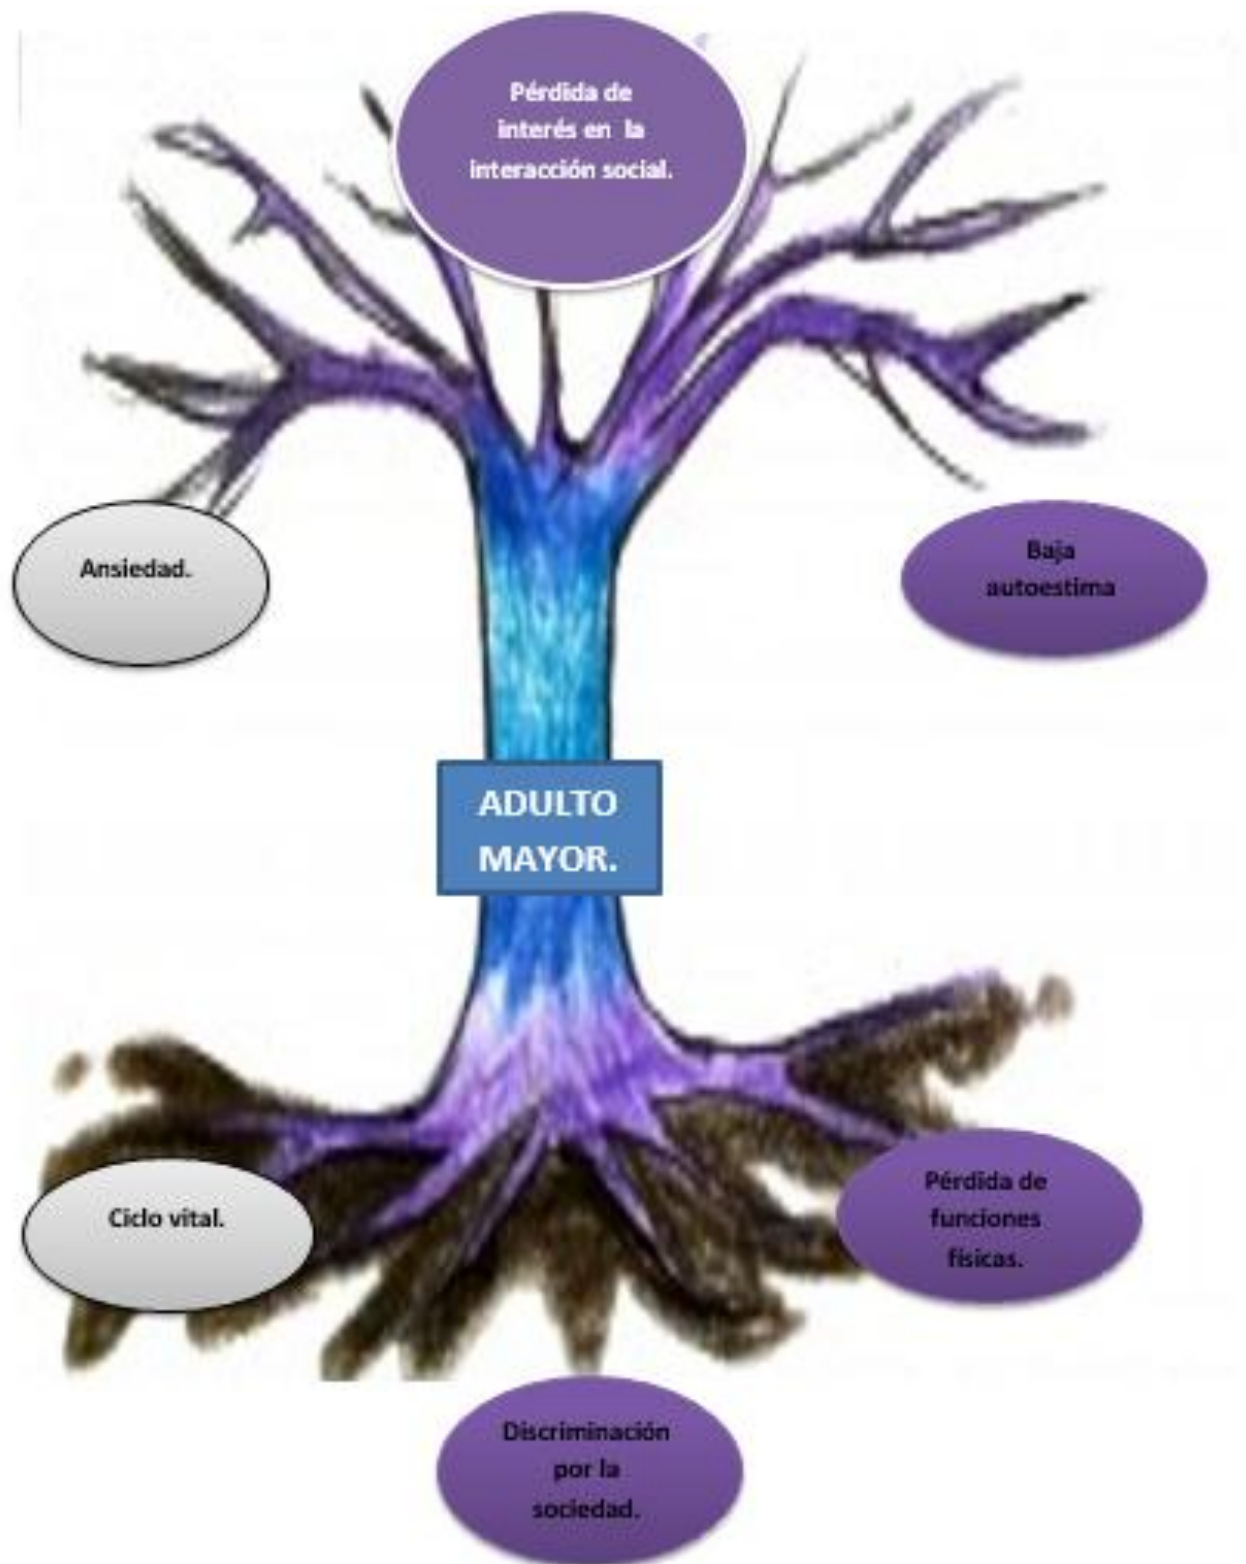 Pérdida de
interés en la
interacción social.
Ansiedad.
Baja
autoestima
ADULTO
MAYOR.
Ciclo vital.
Pérdida de
funciones
físicas.
Discriminación
por la
sociedad.